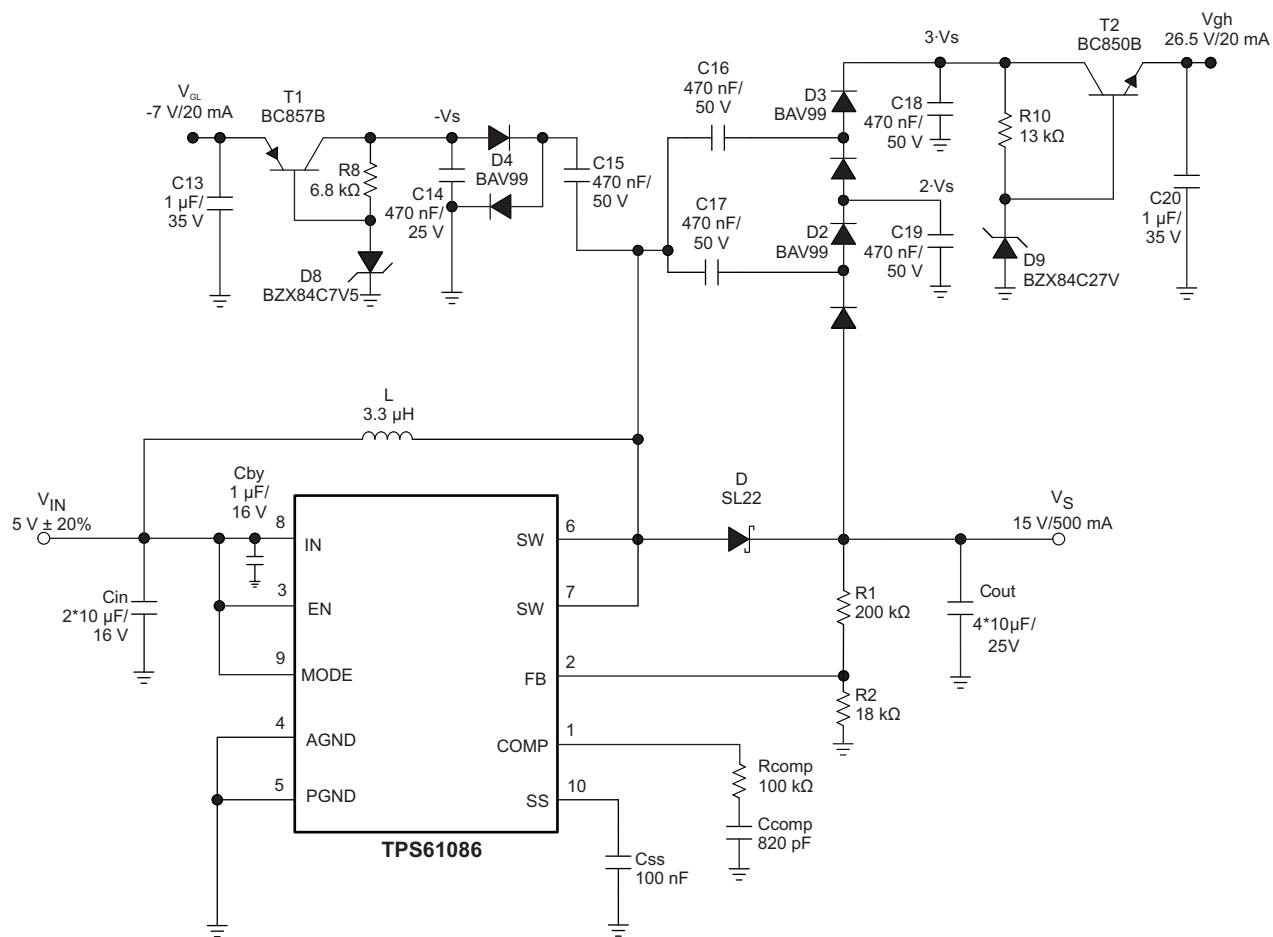 T2
BC850B
Vgh
26.5 V/20 mA
3·Vs
C16
470 nF/
50 V
D3
BAV99
C18
470 nF/
50 V
R10
13 kΩ
V_GL
-7 V/20 mA
T1
BC857B
-Vs
D4
BAV99
C15
470 nF/
50 V
R8
6.8 kΩ
C13
1 µF/
35 V
C14
470 nF/
25 V
C17
470 nF/
50 V
2·Vs
D2
BAV99
C19
470 nF/
50 V
C20
1 µF/
35 V
D8
BZX84C7V5
D9
BZX84C27V
L
3.3 µH
Cby
1 µF/
16 V
V_IN
5 V ± 20%
D
SL22
V_S
15 V/500 mA
8
IN
SW
6
3
EN
SW
7
Cin
2*10 µF/
16 V
R1
200 kΩ
Cout
4*10µF/
25V
9
MODE
FB
2
R2
18 kΩ
4
AGND
COMP
1
Rcomp
100 kΩ
5
PGND
SS
10
Ccomp
820 pF
TPS61086
Css
100 nF